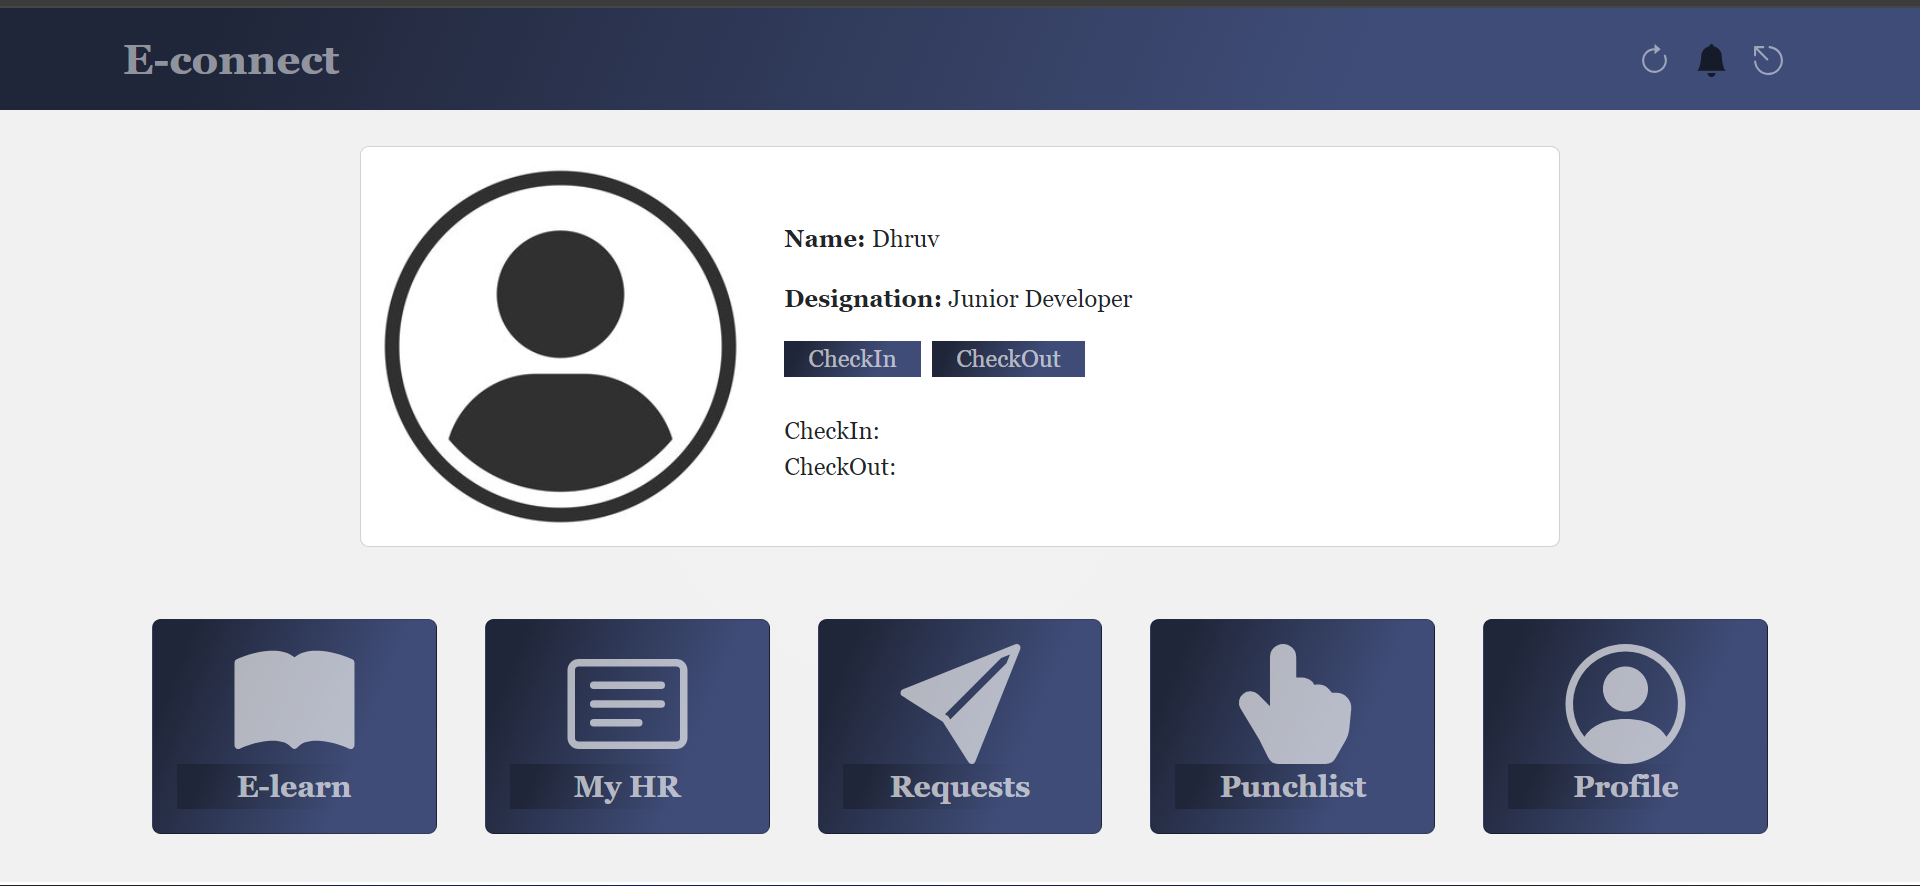 E-connect
Name: Dhruv
Designation: Junior Developer
CheckIn CheckOut
CheckIn:
CheckOut:
E-learn
My HR
Requests
Punchlist
Profile